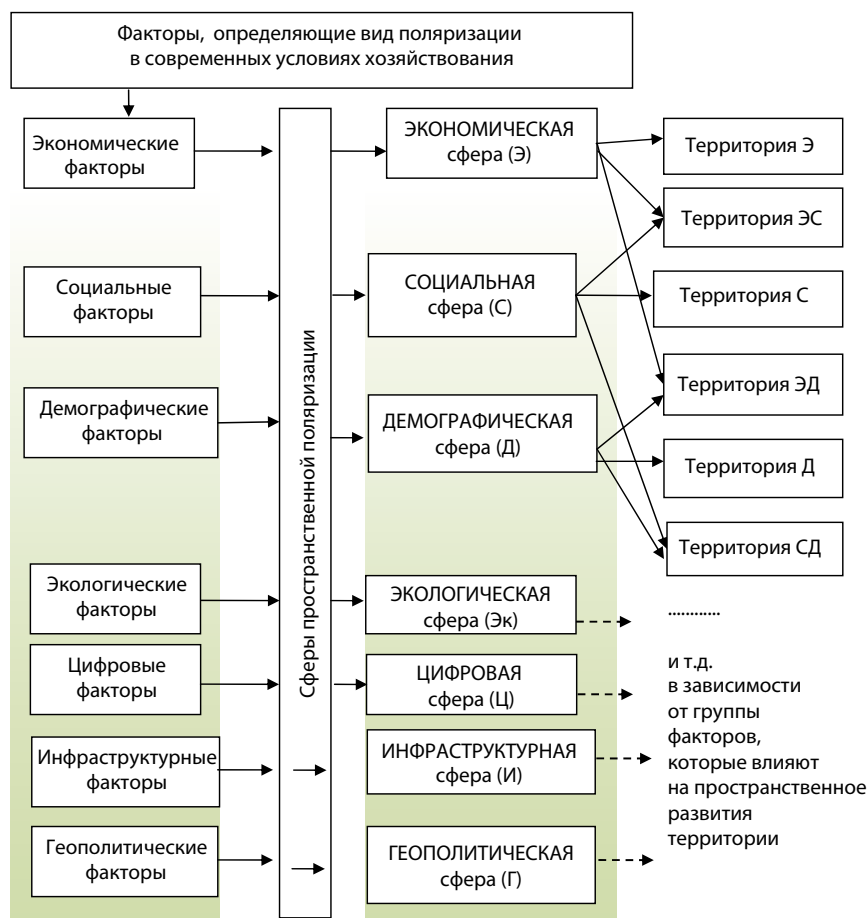 Факторы, определяющие вид поляризации
в современных условиях хозяйствования
Экономические
факторы
Социальные
факторы
Демографические
факторы
Экологические
факторы
Цифровые
факторы
Инфраструктурные
факторы
Геополитические
факторы
Сферы пространственной поляризации
ЭКОНОМИЧЕСКАЯ
сфера (Э)
СОЦИАЛЬНАЯ
сфера (С)
ДЕМОГРАФИЧЕСКАЯ
сфера (Д)
ЭКОЛОГИЧЕСКАЯ
сфера (Эк)
ЦИФРОВАЯ
сфера (Ц)
ИНФРАСТРУКТУРНАЯ
сфера (И)
ГЕОПОЛИТИЧЕСКАЯ
сфера (Г)
Территория Э
Территория ЭС
Территория С
Территория ЭД
Территория Д
Территория СД
............
и т.д.
в зависимости
от группы
факторов,
которые влияют
на пространственное
развития
территории